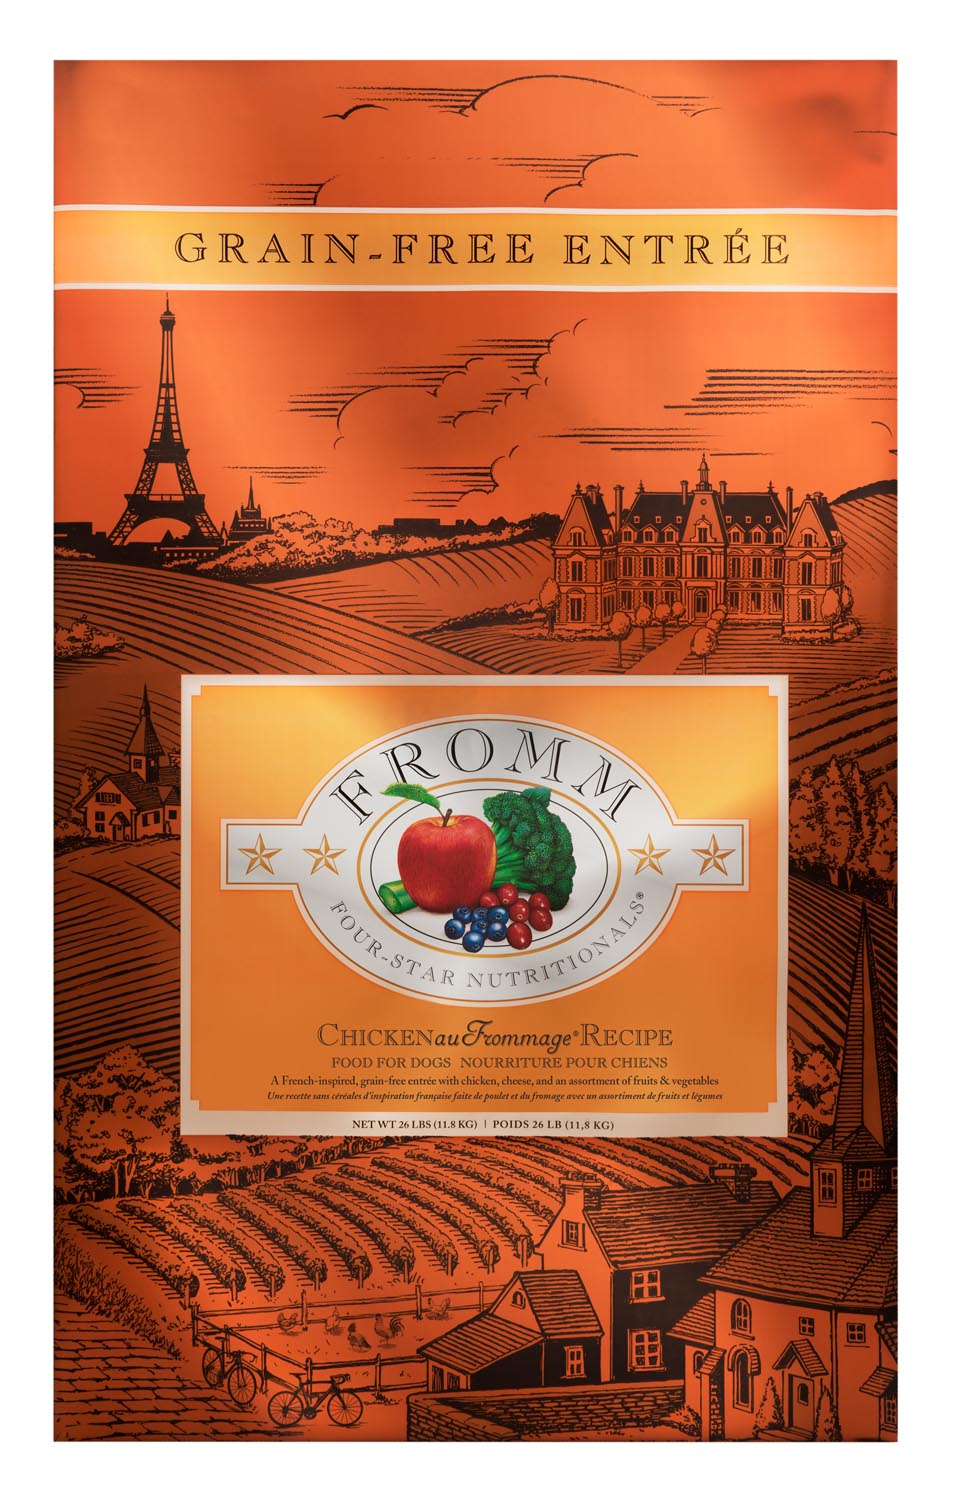 GRAIN-FREE ENTRÉE
FROMM
FOUR-STAR NUTRITIONALS®
CHICKEN au Frommage® RECIPE
FOOD FOR DOGS NOURRITURE POUR CHIENS
A French-inspired, grain-free entrée with chicken, cheese, and an assortment of fruits & vegetables
Une recette sans céréales d'inspiration française faite de poulet et du fromage avec un assortiment de fruits et légumes
NET WT 26 LBS (11.8 KG) | POIDS 26 LB (11,8 KG)